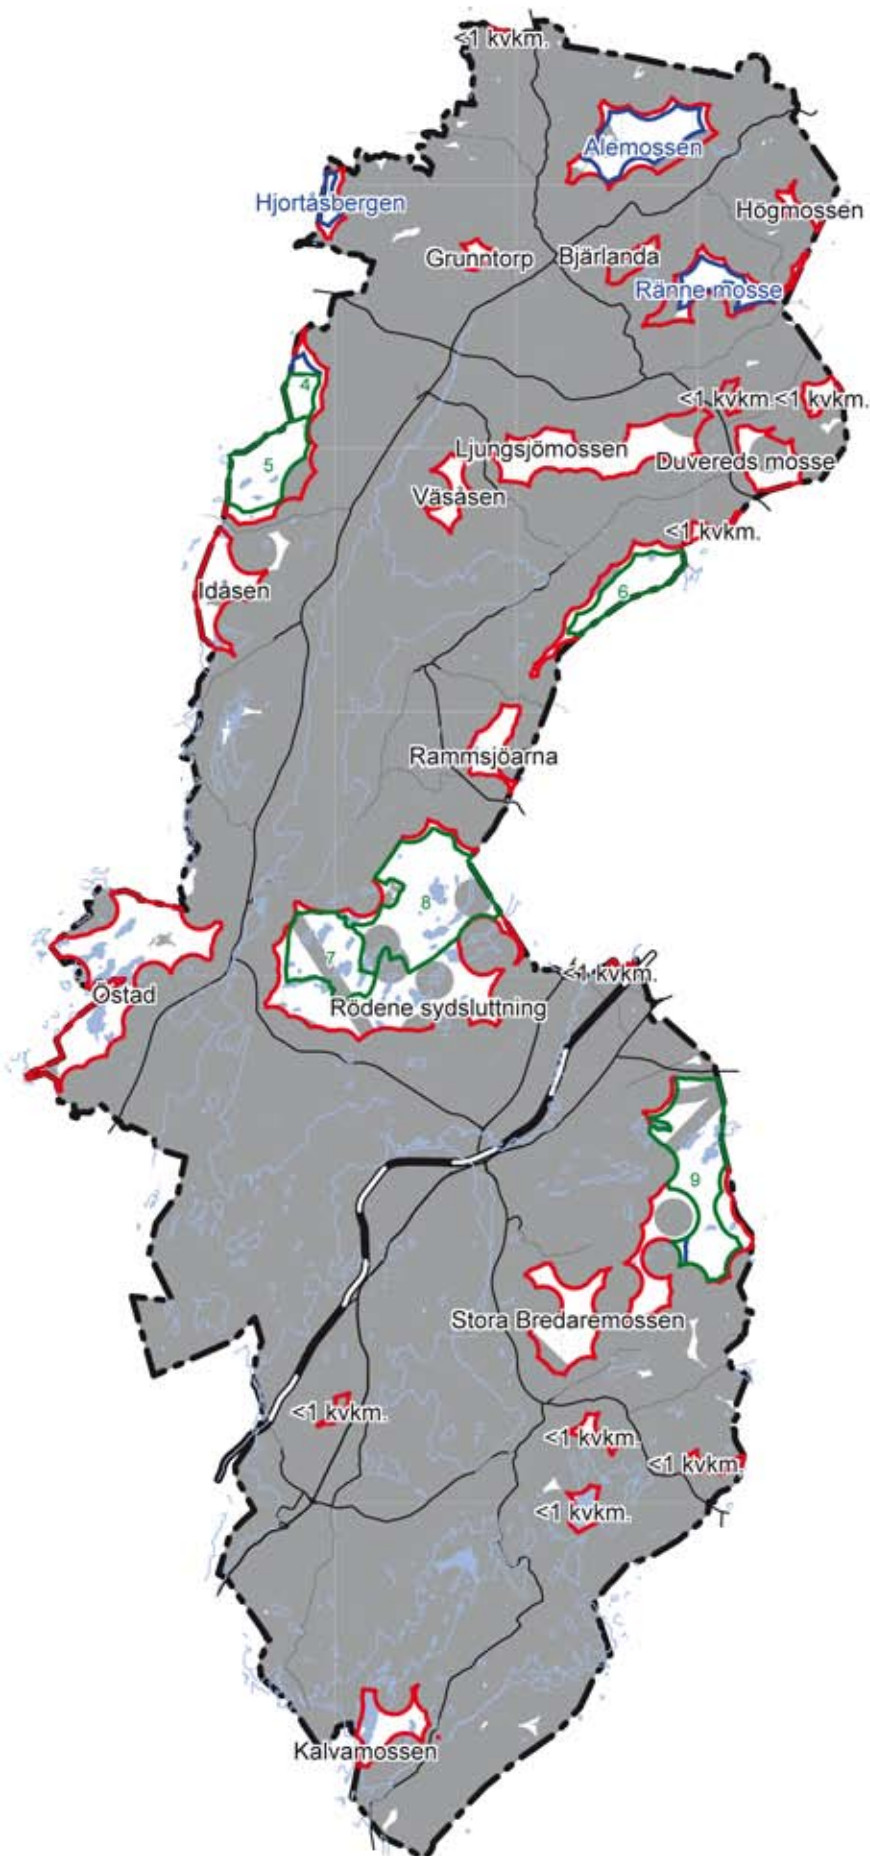 <1 kvkm.
Alemossen
Hjortåsbergen
Högmossen
Grunntorp
Bjärlanda
Ränne mosse
4
<1 kvkm.
<1 kvkm.
Ljungsjömossen
5
Duvereds mosse
Väsåsen
<1 kvkm.
Idåsen
6
Rammsjöarna
8
7
<1 kvkm.
Östad
Rödene sydsluttning
9
Stora Bredaremossen
<1 kvkm.
<1 kvkm.
<1 kvkm.
<1 kvkm.
Kalvamossen